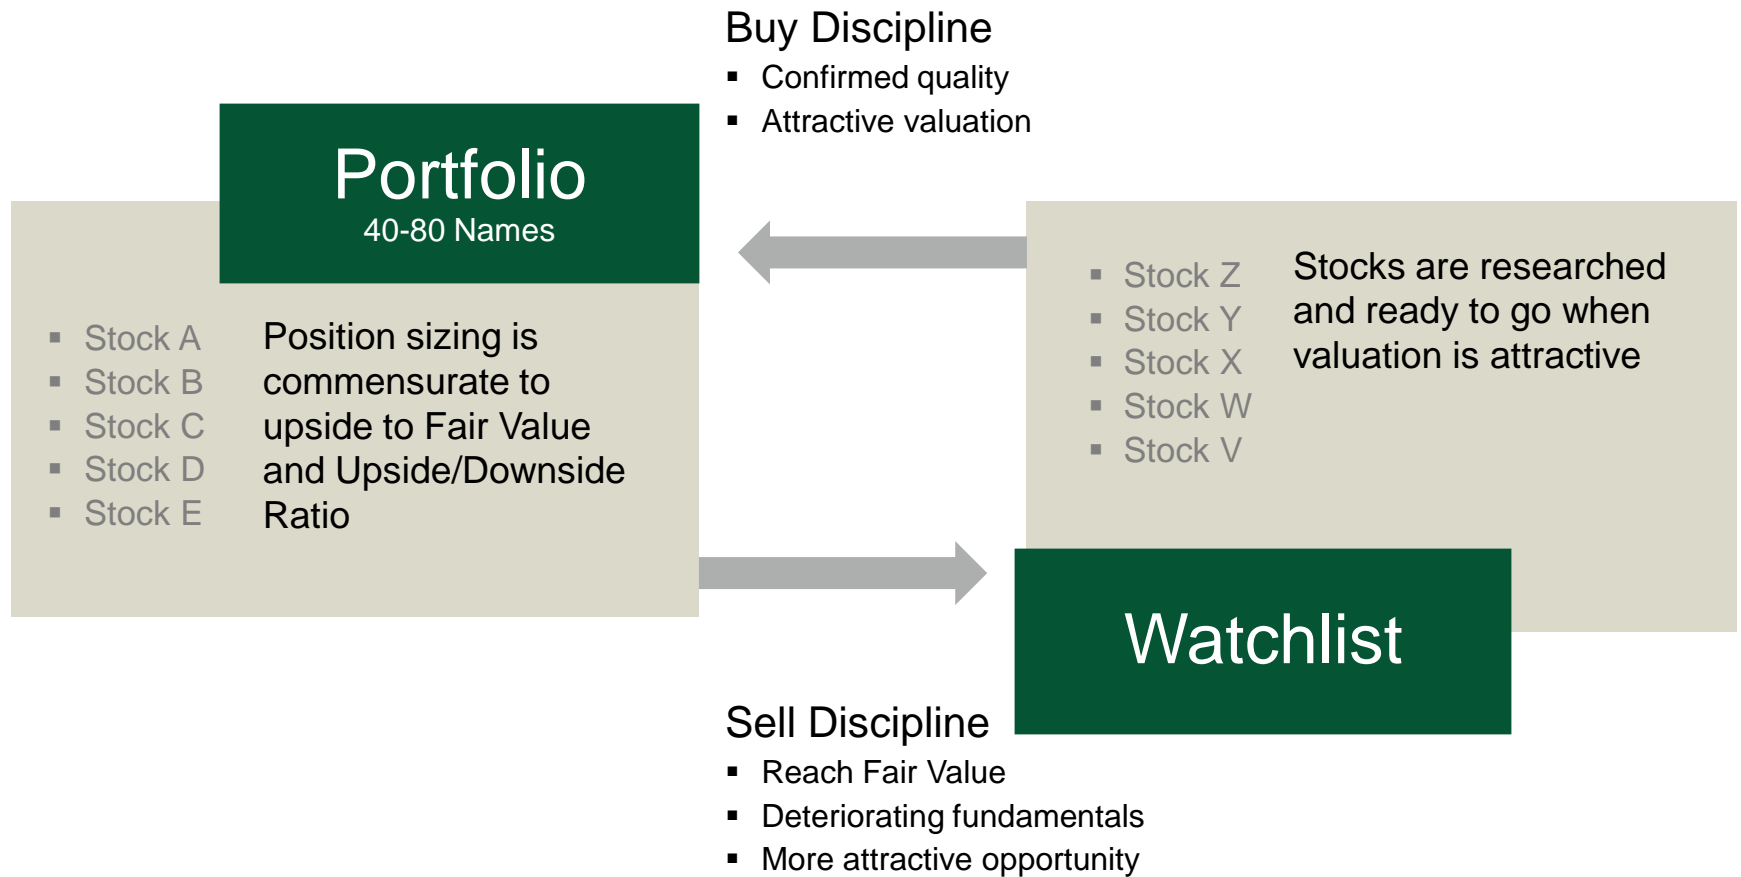 Buy Discipline
▪ Confirmed quality
▪ Attractive valuation
Portfolio
40-80 Names
▪ Stock A
▪ Stock B
▪ Stock C
▪ Stock D
▪ Stock E
Position sizing is
commensurate to
upside to Fair Value
and Upside/Downside
Ratio
▪ Stock Z
▪ Stock Y
▪ Stock X
▪ Stock W
▪ Stock V
Stocks are researched
and ready to go when
valuation is attractive
Watchlist
Sell Discipline
▪ Reach Fair Value
▪ Deteriorating fundamentals
▪ More attractive opportunity